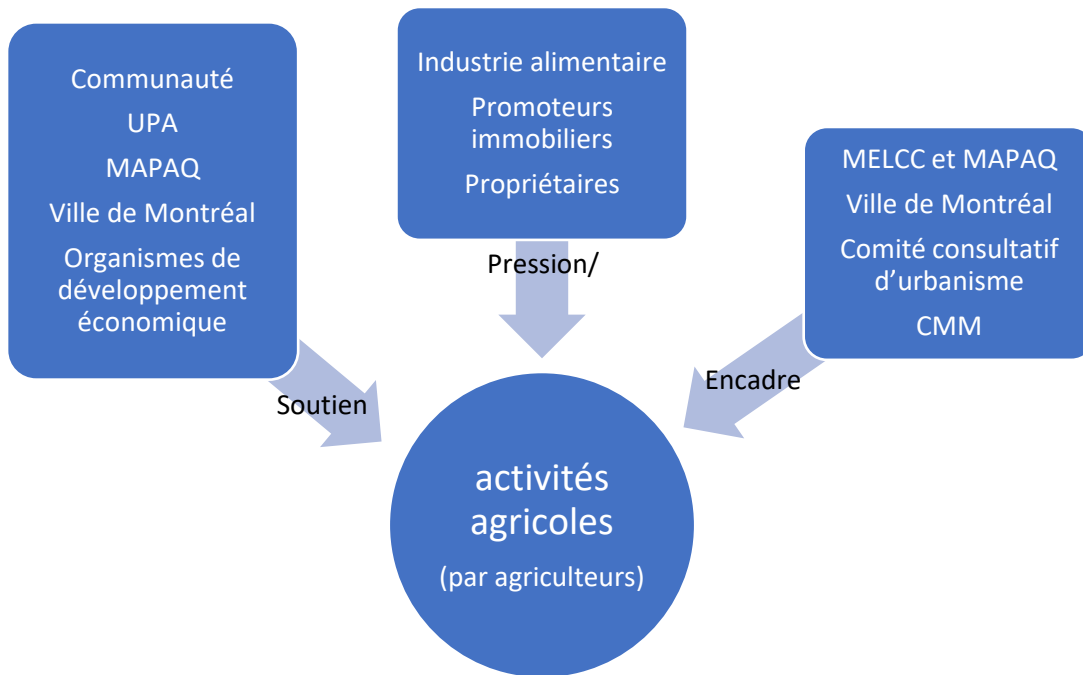 Communauté
UPA
MAPAQ
Ville de Montréal
Organismes de
développement
économique
Soutien
Industrie alimentaire
Promoteurs
immobiliers
Propriétaires
Pression/
MELCC et MAPAQ
Ville de Montréal
Comité consultatif
d’urbanisme
CMM
Encadre
activités
agricoles
(par agriculteurs)